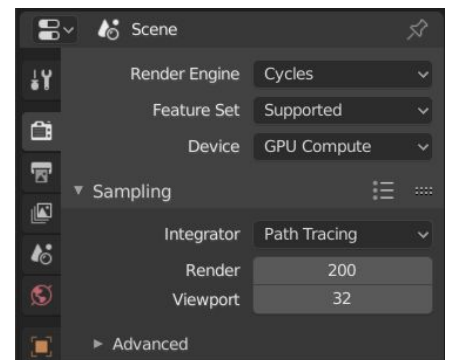 Scene
Render Engine Cycles
Feature Set Supported
Device GPU Compute
Sampling
Integrator Path Tracing
Render 200
Viewport 32
Advanced